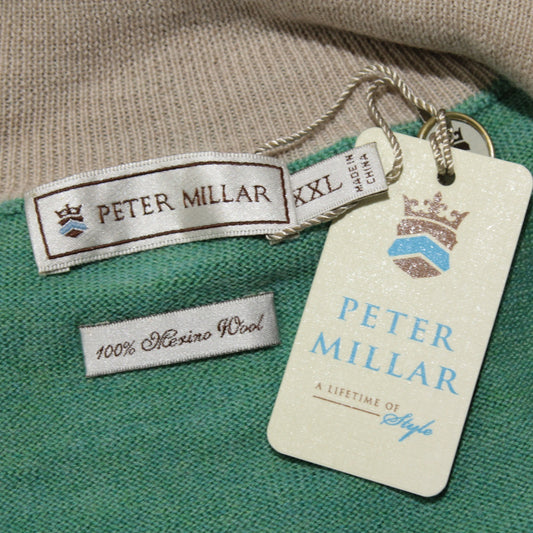 PETER MILLAR
XXL
MADE IN
CHINA
100% Merino Wool
PETER
MILLAR
A LIFETIME OF
Style